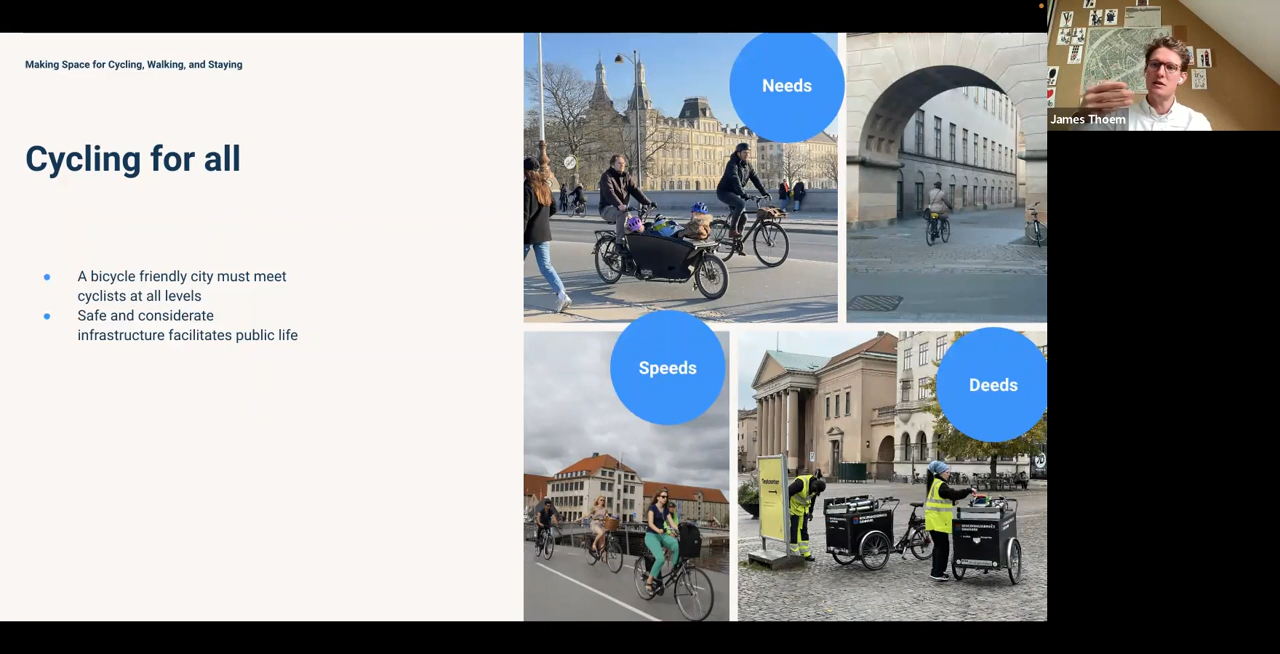 Making Space for Cycling, Walking, and Staying
Cycling for all
A bicycle friendly city must meet
cyclists at all levels
Safe and considerate
infrastructure facilitates public life
Needs
Speeds
Deeds
James Thoem